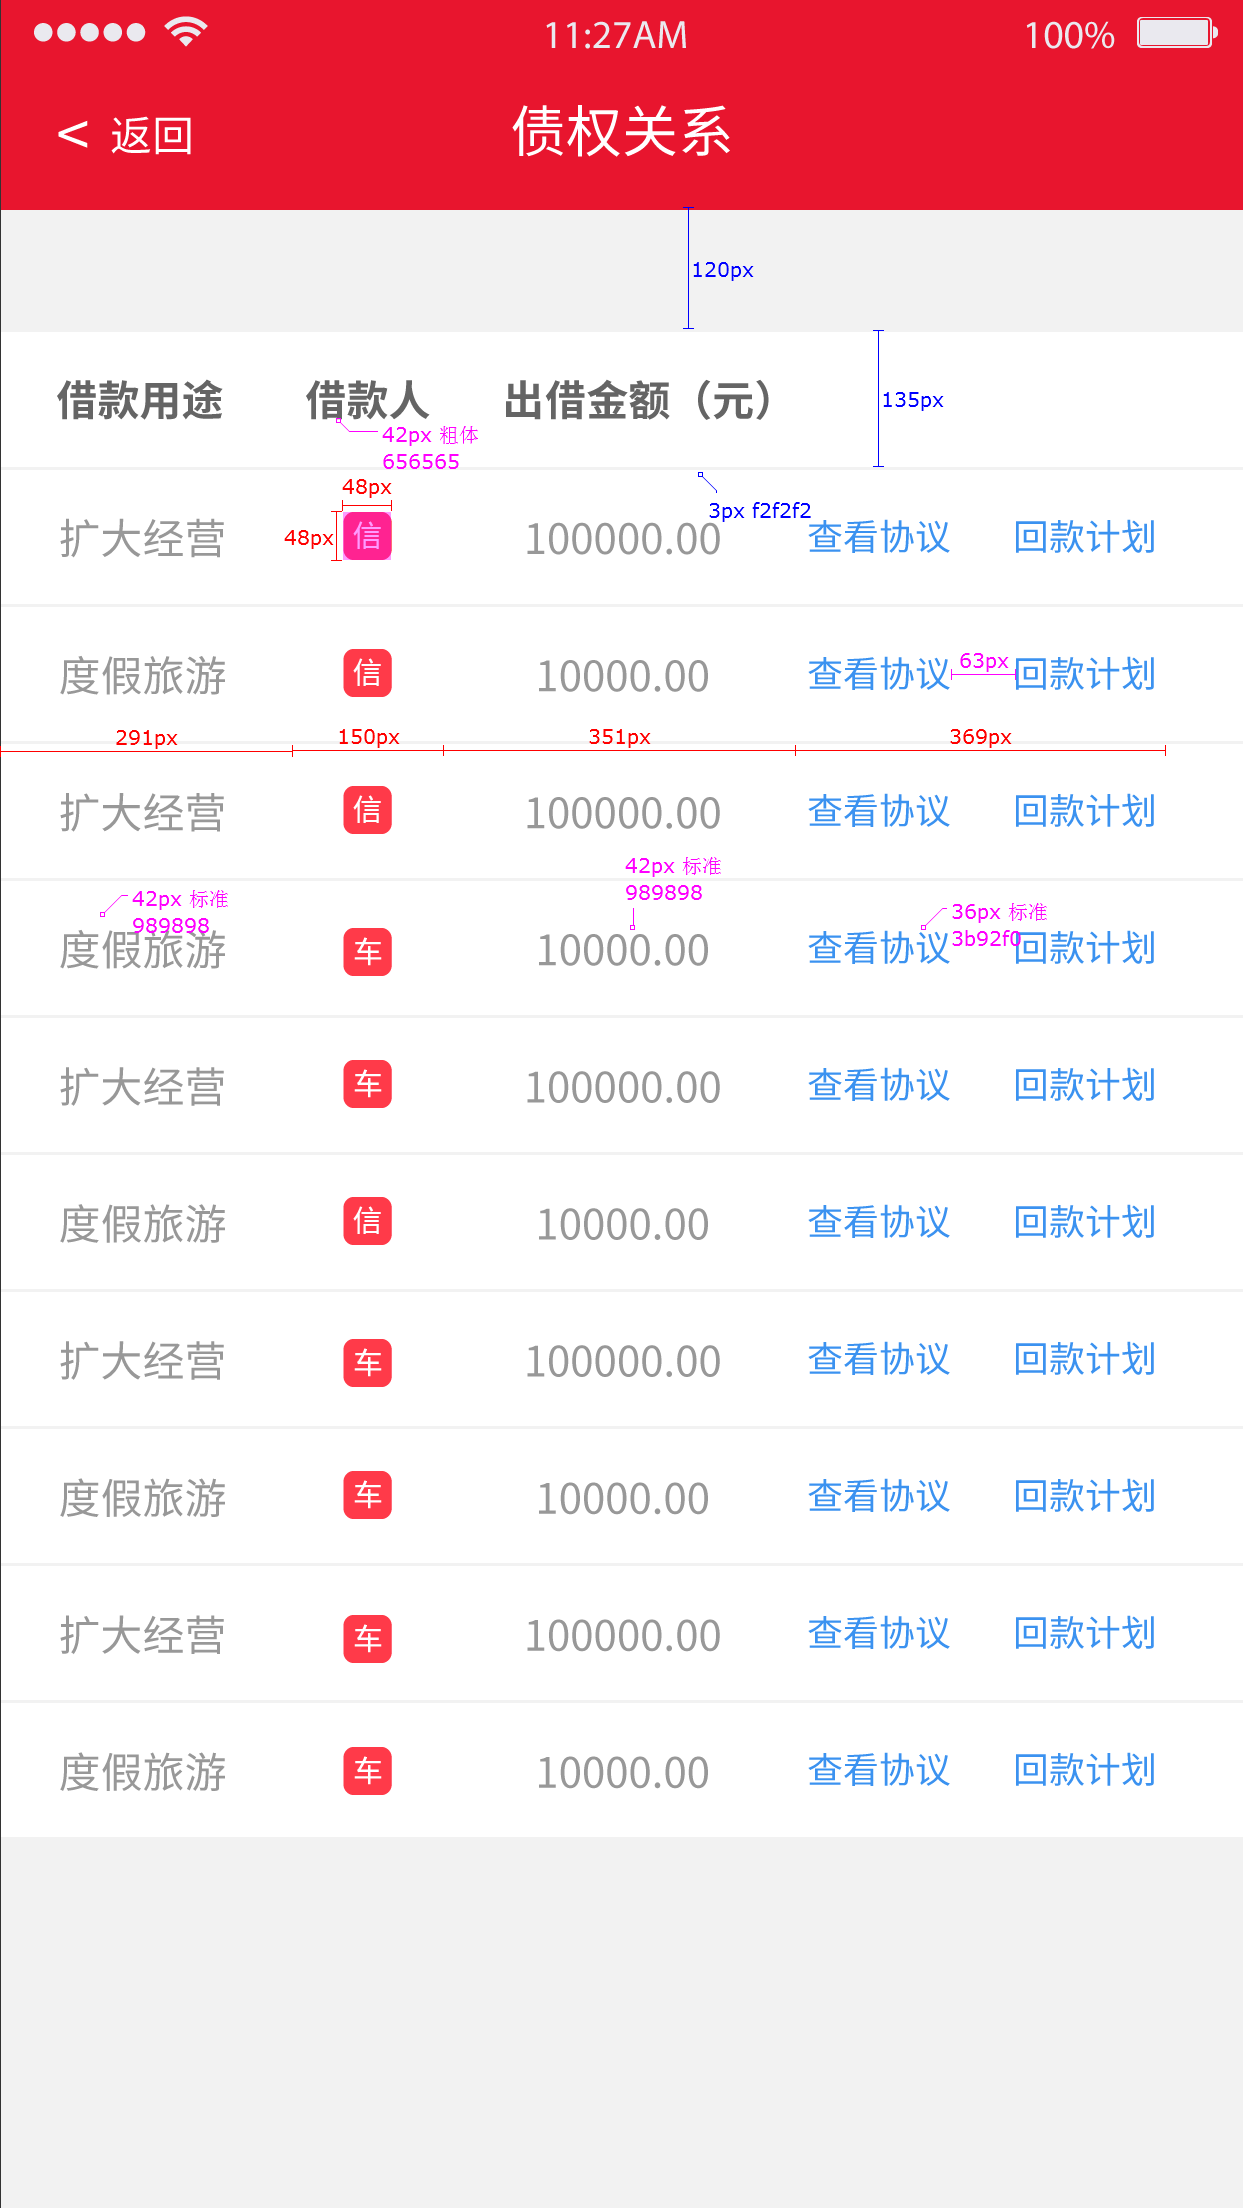 11:27AM 100%
< 返回 债权关系
120px
135px
借款用途 借款人 出借金额（元）
42px 粗体
656565
48px
3px f2f2f2
48px
扩大经营 信 100000.00 查看协议 回款计划
63px
度假旅游 信 10000.00 查看协议 回款计划
291px 150px 351px 369px
扩大经营 信 100000.00 查看协议 回款计划
42px 标准
989898
42px 标准
989898
36px 标准
3b92f0
度假旅游 车 10000.00 查看协议 回款计划
扩大经营 车 100000.00 查看协议 回款计划
度假旅游 信 10000.00 查看协议 回款计划
扩大经营 车 100000.00 查看协议 回款计划
度假旅游 车 10000.00 查看协议 回款计划
扩大经营 车 100000.00 查看协议 回款计划
度假旅游 车 10000.00 查看协议 回款计划